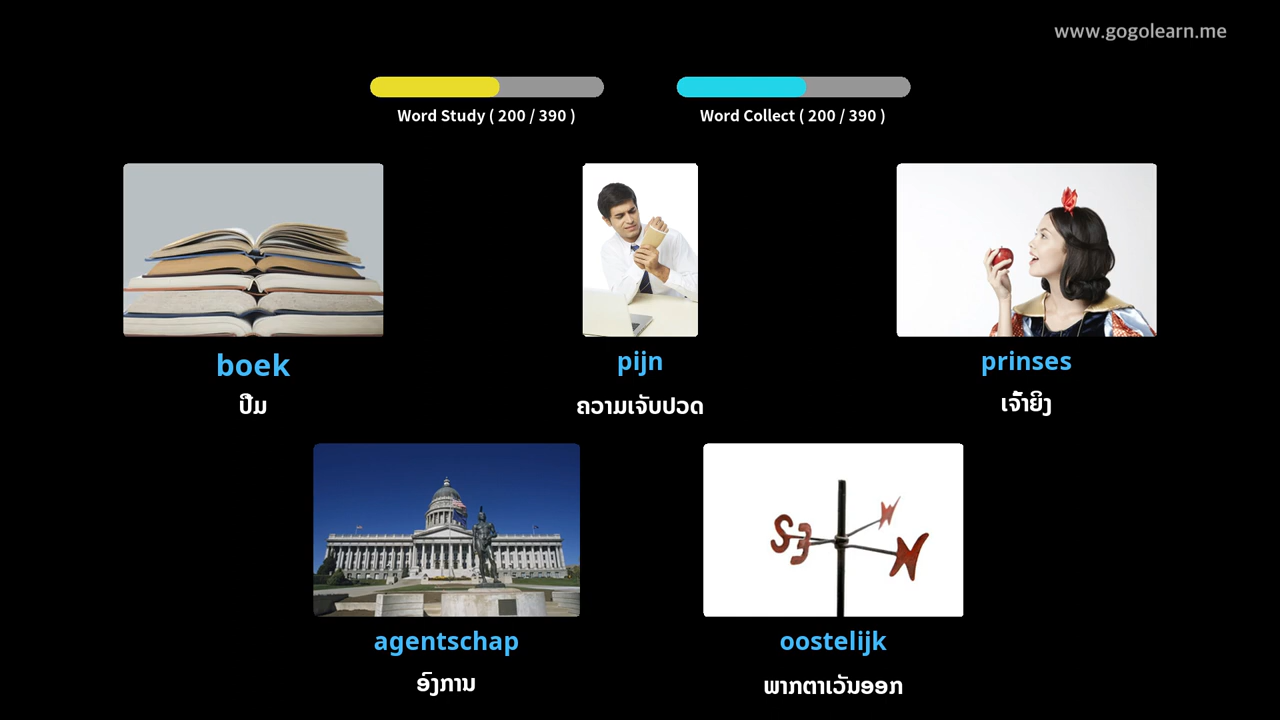 www.gogolearn.me
Word Study ( 200 / 390 )
Word Collect ( 200 / 390 )
boek
pijn
prinses
ປຶ້ມ
ຄວາມເຈັບປວດ
ເຈົ້າຍິງ
agentschap
oostelijk
ອົງການ
ພາກຕາເວັນອອກ